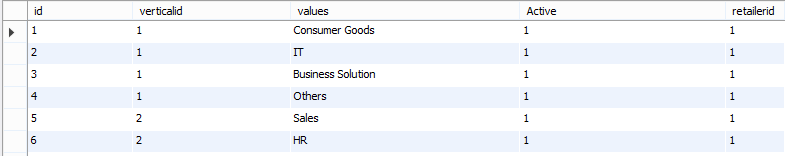 id verticalid values Active retailerid
1 1 Consumer Goods 1 1
2 1 IT 1 1
3 1 Business Solution 1 1
4 1 Others 1 1
5 2 Sales 1 1
6 2 HR 1 1